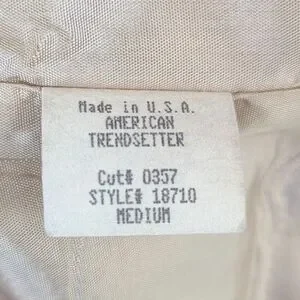 Made in U.S.A.
AMERICAN
TRENDSETTER
Cut# 0357
STYLE# 18710
MEDIUM